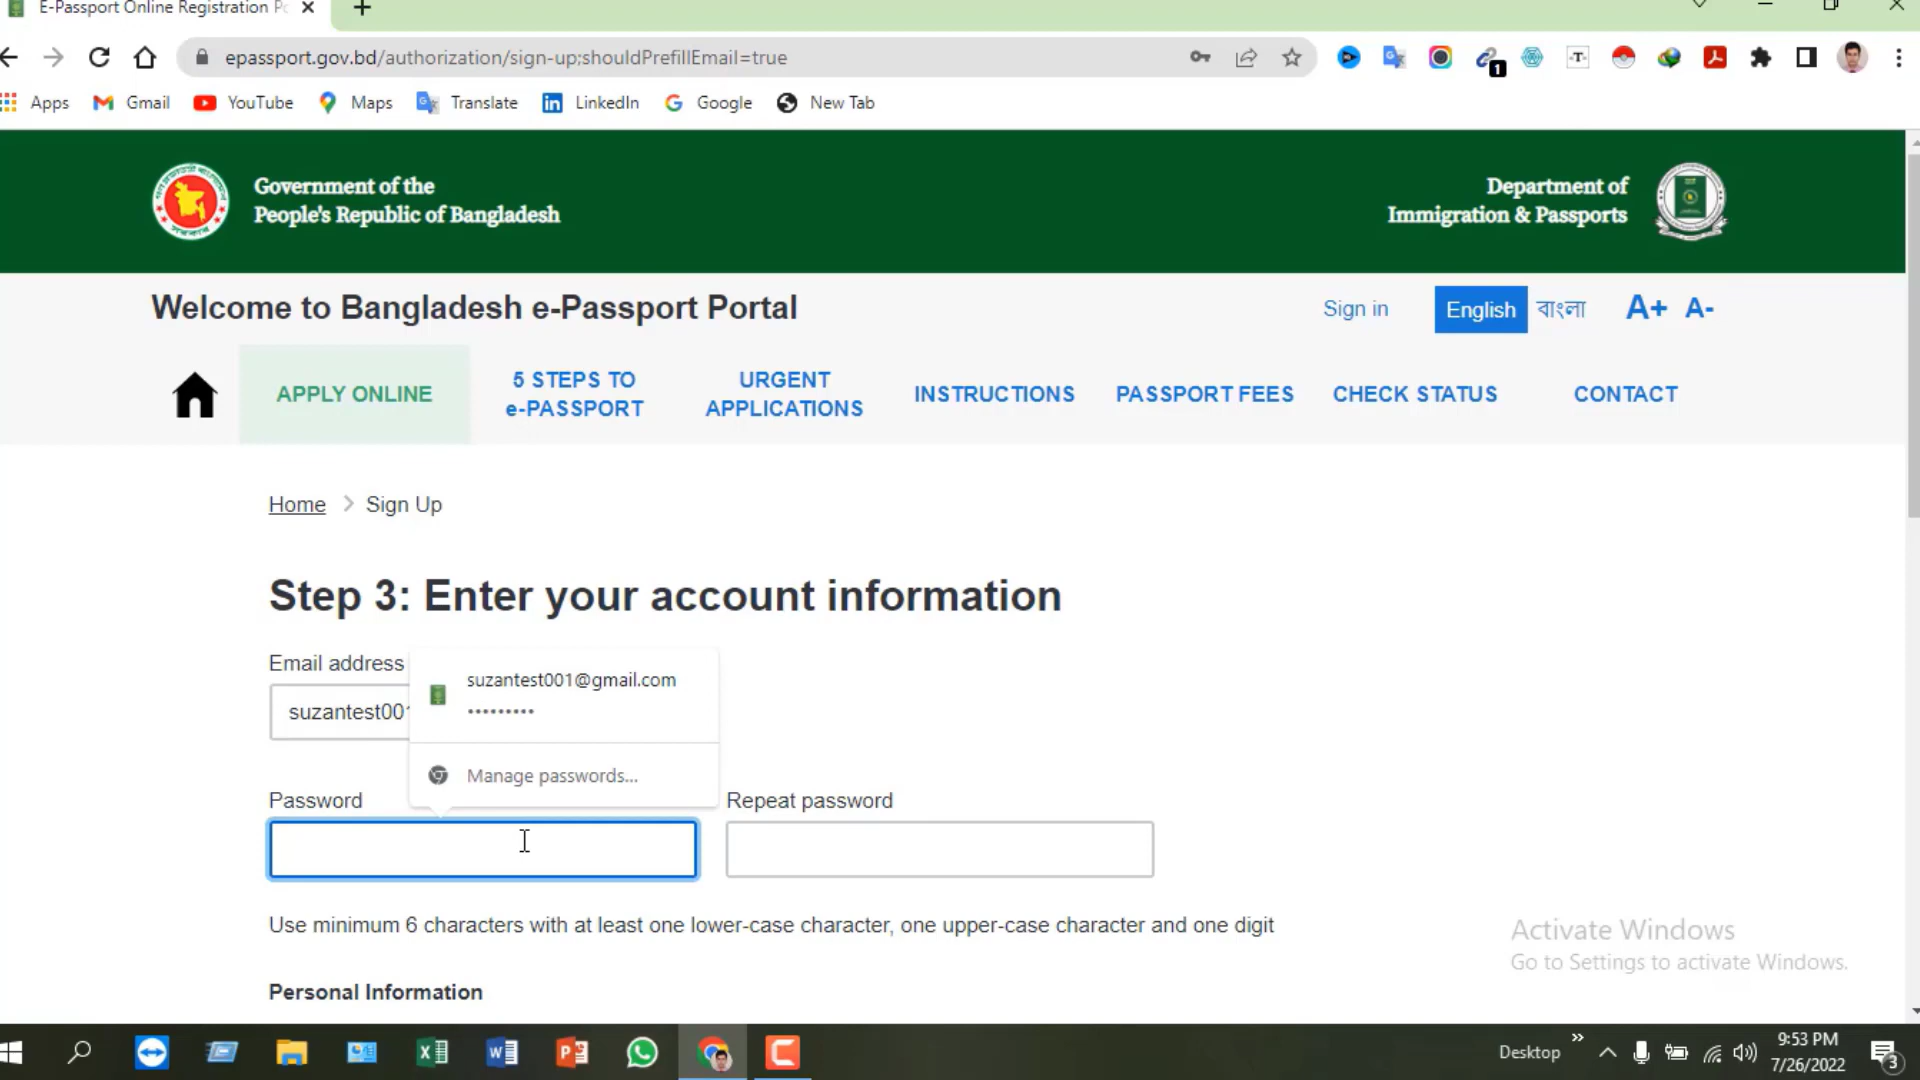 E-Passport Online Registration Po
epassport.gov.bd/authorization/sign-up;shouldPrefillEmail=true
1
-T-
Apps Gmail YouTube Maps Translate LinkedIn Google New Tab
Government of the
People's Republic of Bangladesh
Department of
Immigration & Passports
Welcome to Bangladesh e-Passport Portal
Sign in English বাংলা A+ A-
APPLY ONLINE
5 STEPS TO
e-PASSPORT
URGENT
APPLICATIONS
INSTRUCTIONS
PASSPORT FEES
CHECK STATUS
CONTACT
Home > Sign Up
Step 3: Enter your account information
Email address
suzantest001
suzantest001@gmail.com
•••••••••
Manage passwords...
Password
Repeat password
Use minimum 6 characters with at least one lower-case character, one upper-case character and one digit
Activate Windows
Go to Settings to activate Windows.
Personal Information
Desktop
9:53 PM
7/26/2022
3